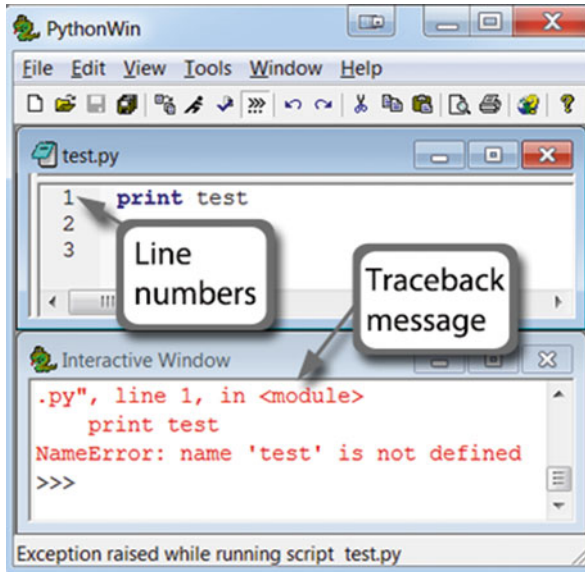 PythonWin
File Edit View Tools Window Help
test.py
1 print test
2
3
Line
numbers
Traceback
message
Interactive Window
.py", line 1, in <module>
print test
NameError: name 'test' is not defined
>>>
Exception raised while running script test.py